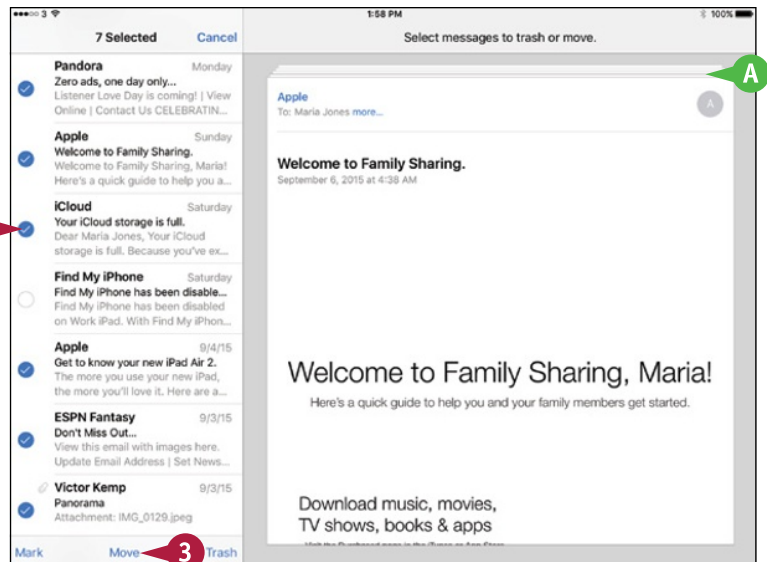 3
1:58 PM
100%
7 Selected
Cancel
Select messages to trash or move.
Pandora
Monday
Zero ads, one day only...
Listener Love Day is coming! | View
Online | Contact Us CELEBRATIN...
Apple
Sunday
Welcome to Family Sharing.
Welcome to Family Sharing, Maria!
Here's a quick guide to help you a...
iCloud
Saturday
Your iCloud storage is full.
Dear Maria Jones, Your iCloud
storage is full. Because you've ex...
Find My iPhone
Saturday
Find My iPhone has been disable...
Find My iPhone has been disabled
on Work iPad. With Find My iPhon...
Apple
9/4/15
Get to know your new iPad Air 2.
The more you use your new iPad,
the more you'll love it. Here are a...
ESPN Fantasy
9/3/15
Don't Miss Out...
View this email with images here.
Update Email Address | Set News...
Victor Kemp
9/3/15
Panorama
Attachment: IMG_0129.jpeg
Mark
Move
3
Trash
A
Apple
A
To: Maria Jones more...
Welcome to Family Sharing.
September 6, 2015 at 4:38 AM
Welcome to Family Sharing, Maria!
Here's a quick guide to help you and your family members get started.
Download music, movies,
TV shows, books & apps